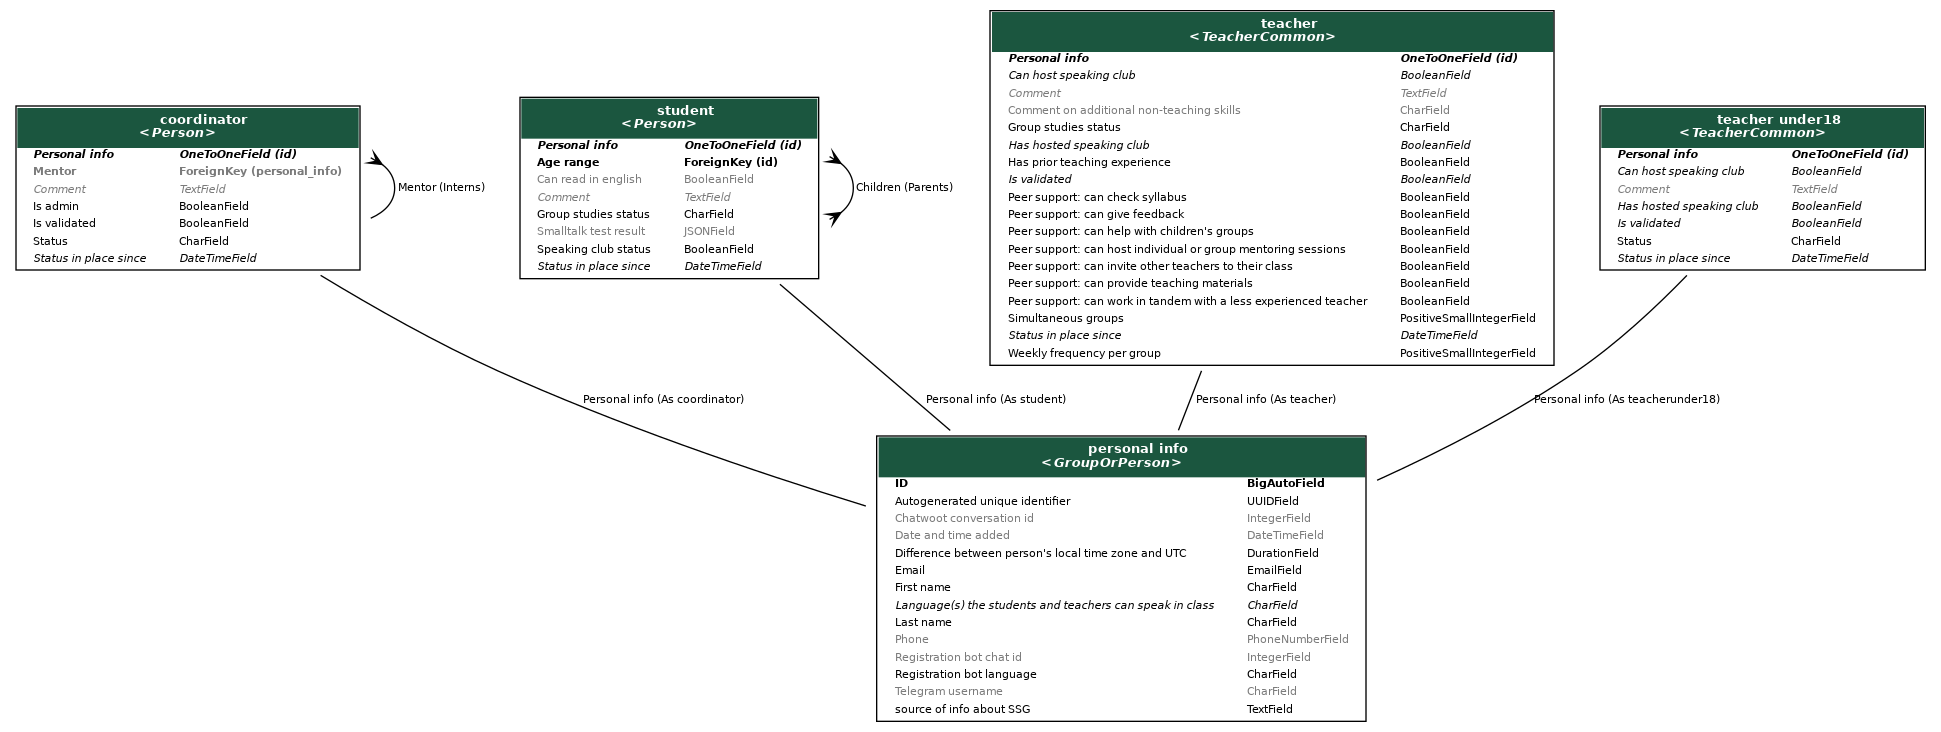 teacher
<TeacherCommon>
Personal info OneToOneField (id)
Can host speaking club BooleanField
Comment TextField
Comment on additional non-teaching skills CharField
Group studies status CharField
Has hosted speaking club BooleanField
Has prior teaching experience BooleanField
Is validated BooleanField
Peer support: can check syllabus BooleanField
Peer support: can give feedback BooleanField
Peer support: can help with children's groups BooleanField
Peer support: can host individual or group mentoring sessions BooleanField
Peer support: can invite other teachers to their class BooleanField
Peer support: can provide teaching materials BooleanField
Peer support: can work in tandem with a less experienced teacher BooleanField
Simultaneous groups PositiveSmallIntegerField
Status in place since DateTimeField
Weekly frequency per group PositiveSmallIntegerField
coordinator
<Person>
Personal info OneToOneField (id)
Mentor ForeignKey (personal_info)
Comment TextField
Is admin BooleanField
Is validated BooleanField
Status CharField
Status in place since DateTimeField
Mentor (Interns)
student
<Person>
Personal info OneToOneField (id)
Age range ForeignKey (id)
Can read in english BooleanField
Comment TextField
Group studies status CharField
Smalltalk test result JSONField
Speaking club status BooleanField
Status in place since DateTimeField
Children (Parents)
teacher under18
<TeacherCommon>
Personal info OneToOneField (id)
Can host speaking club BooleanField
Comment TextField
Has hosted speaking club BooleanField
Is validated BooleanField
Status CharField
Status in place since DateTimeField
Personal info (As coordinator)
Personal info (As student)
Personal info (As teacher)
Personal info (As teacherunder18)
personal info
<GroupOrPerson>
ID BigAutoField
Autogenerated unique identifier UUIDField
Chatwoot conversation id IntegerField
Date and time added DateTimeField
Difference between person's local time zone and UTC DurationField
Email EmailField
First name CharField
Language(s) the students and teachers can speak in class CharField
Last name CharField
Phone PhoneNumberField
Registration bot chat id IntegerField
Registration bot language CharField
Telegram username CharField
source of info about SSG TextField